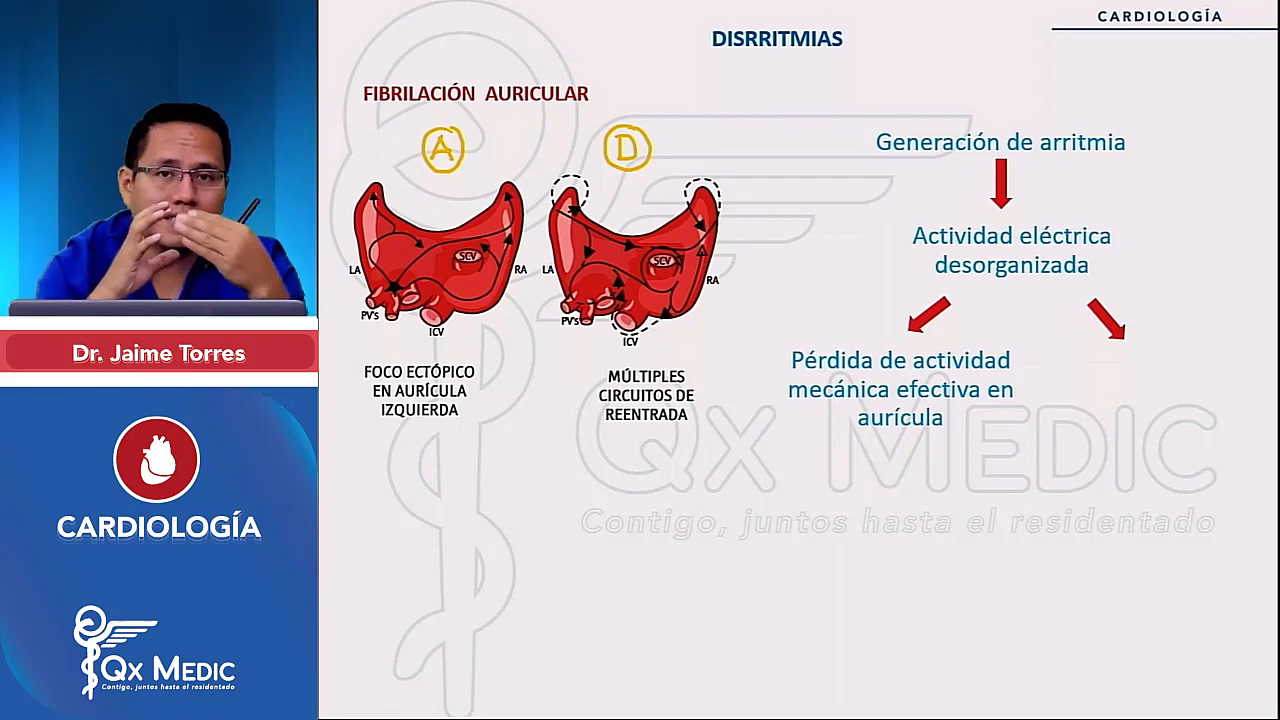 CARDIOLOGÍA
DISRRITMIAS
FIBRILACIÓN AURICULAR
A
D
LA
SCV
RA
PV's
ICV
LA
SCV
RA
PV's
ICV
FOCO ECTÓPICO
EN AURÍCULA
IZQUIERDA
MÚLTIPLES
CIRCUITOS DE
REENTRADA
Generación de arritmia
Actividad eléctrica
desorganizada
Pérdida de actividad
mecánica efectiva en
aurícula
Dr. Jaime Torres
CARDIOLOGÍA
QX MEDIC
Contigo, juntos hasta el residentado
QX MEDIC
Contigo, juntos hasta el residentado